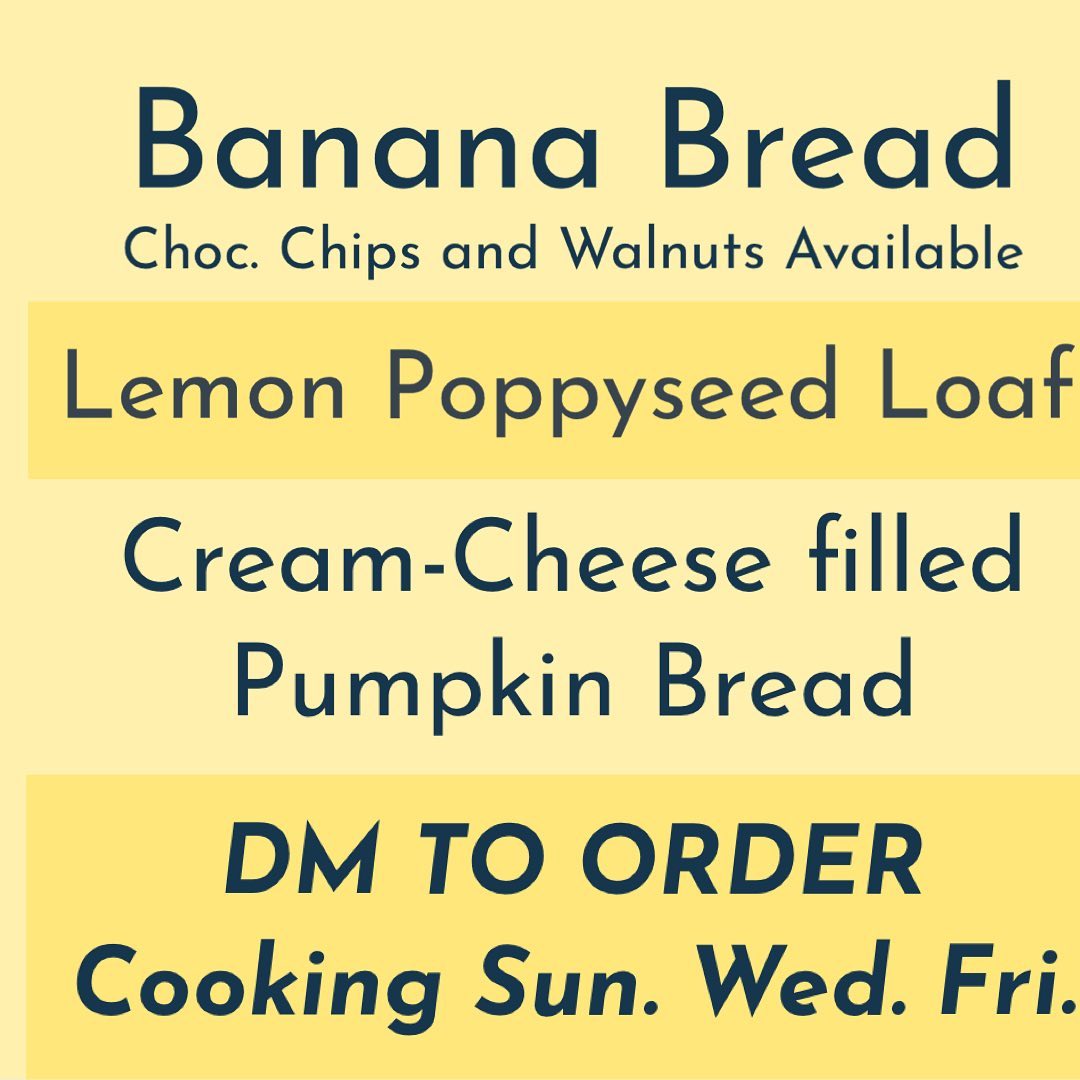 Banana Bread
Choc. Chips and Walnuts Available
Lemon Poppyseed Loaf
Cream-Cheese filled
Pumpkin Bread
DM TO ORDER
Cooking Sun. Wed. Fri.